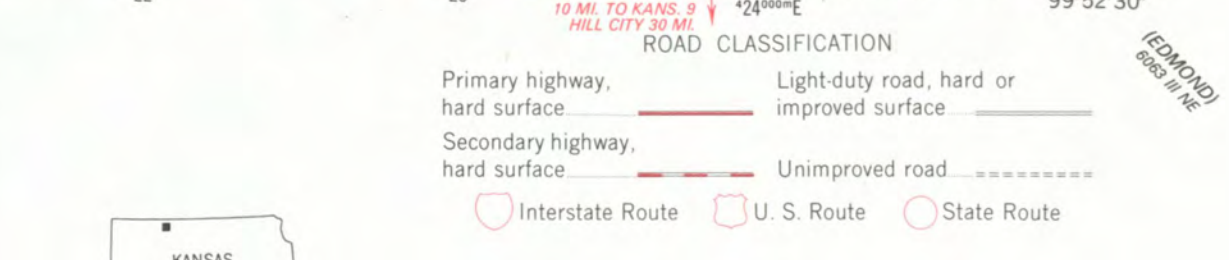 10 MI. TO KANS. 9
HILL CITY 30 MI.
⁴24⁰⁰⁰ᵐE
99°52'30"
(EDMOND)
6063 III NE
ROAD CLASSIFICATION
Primary highway,
hard surface
Light-duty road, hard or
improved surface
Secondary highway,
hard surface
Unimproved road
Interstate Route
U. S. Route
State Route
KANSAS